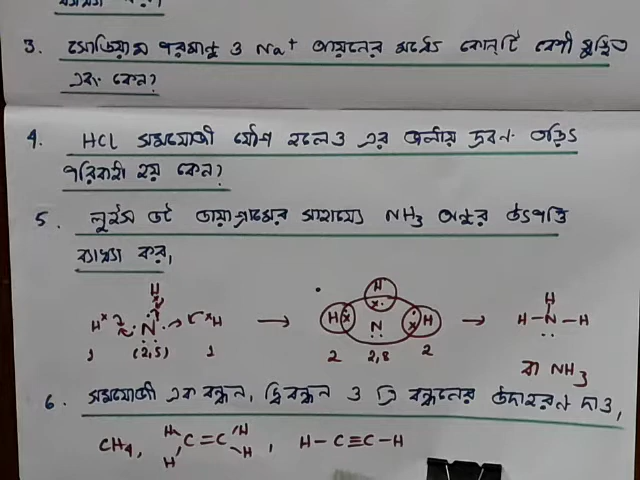 3. সোডিয়াম পরমাণু ও Na⁺ আয়নের মধ্যে কোনটি বেশী সুস্থিত
এবং কেন?
4. HCl সমযোজী যৌগ হলেও এর জলীয় দ্রবণ তড়িৎ
পরিবাহী হয় কেন?
5. লুইস ডট ডায়াগ্রামের সাহায্যে NH₃ অণুর উৎপত্তি
ব্যাখ্যা কর,
H
Hˣ N ˣH → H H N H → H-N-H
H
1 (2,5) 1 2 2,8 2
বা NH₃
6. সমযোজী এক বন্ধন, দ্বিবন্ধন ও ত্রি বন্ধনের উদাহরণ দাও,
CH₄, H H C=C H H, H-C≡C-H